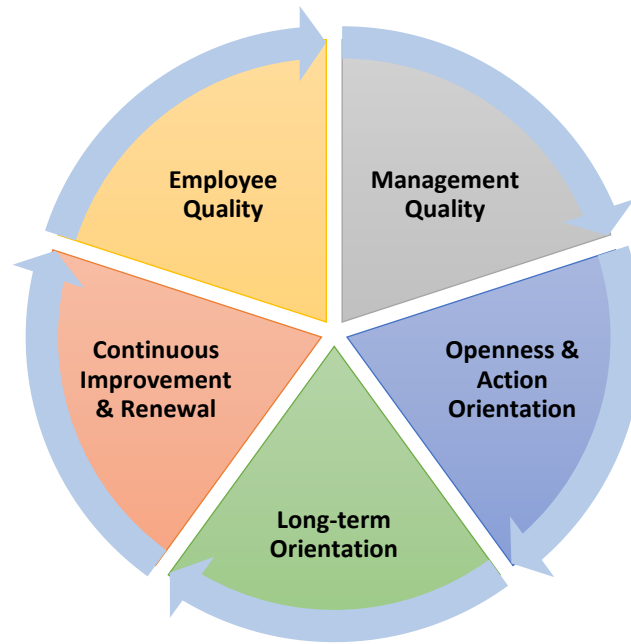 Employee
Quality
Management
Quality
Continuous
Improvement
& Renewal
Openness &
Action
Orientation
Long-term
Orientation